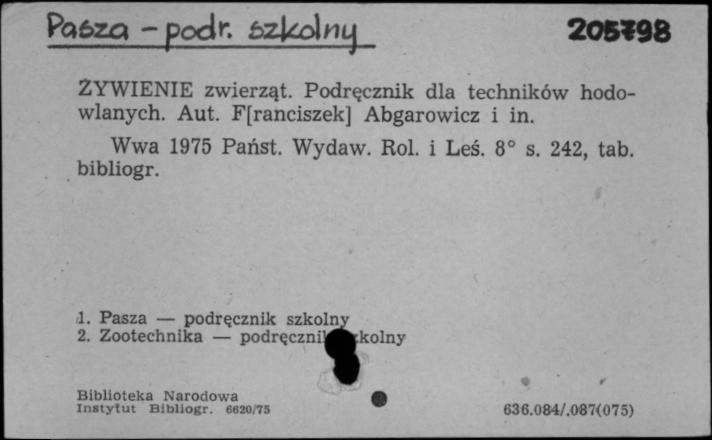 Pasza - podr. szkolny
205798
ŻYWIENIE zwierząt. Podręcznik dla techników hodo-
wlanych. Aut. F[ranciszek] Abgarowicz i in.
Wwa 1975 Państ. Wydaw. Rol. i Leś. 8° s. 242, tab.
bibliogr.
1. Pasza — podręcznik szkolny
2. Zootechnika — podręcznik szkolny
Biblioteka Narodowa
Instytut Bibliogr. 6620/75
636.084/.087(075)